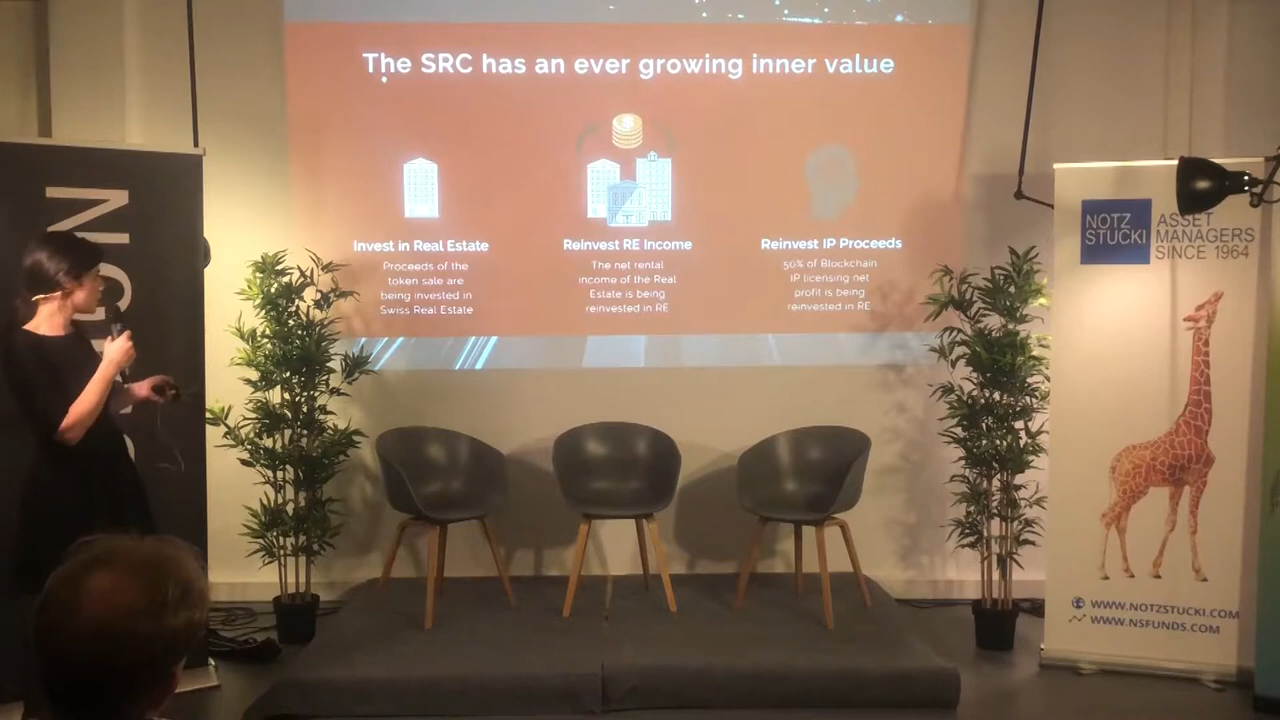 The SRC has an ever growing inner value
Invest in Real Estate
Proceeds of the
token sale are
being invested in
Swiss Real Estate
Reinvest RE Income
The net rental
income of the Real
Estate is being
reinvested in RE
Reinvest IP Proceeds
50% of Blockchain
IP licensing net
profit is being
reinvested in RE
NOTZ
STUCKI
ASSET
MANAGERS
SINCE 1964
WWW.NOTZSTUCKI.COM
WWW.NSFUNDS.COM